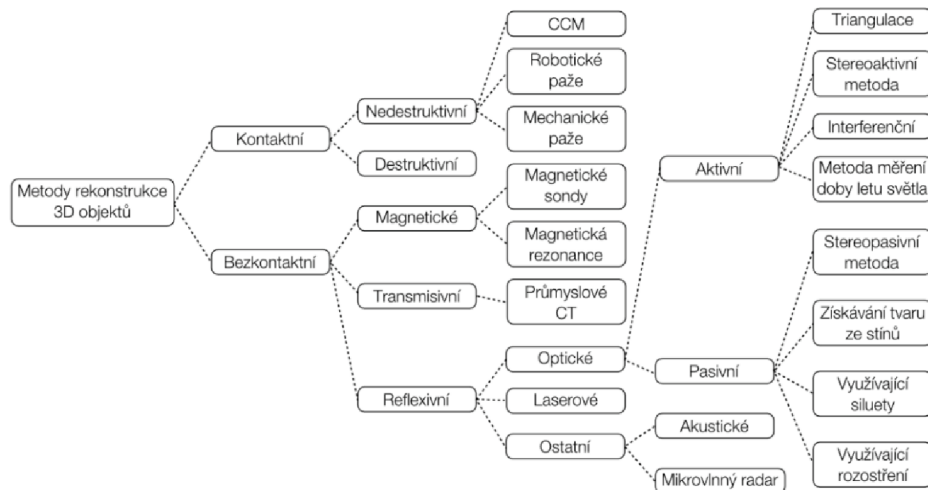 Metody rekonstrukce
3D objektů
Kontaktní
Bezkontaktní
Nedestruktivní
Destruktivní
Magnetické
Transmisivní
Reflexivní
CCM
Robotické
paže
Mechanické
paže
Magnetické
sondy
Magnetická
rezonance
Průmyslové
CT
Optické
Laserové
Ostatní
Aktivní
Pasivní
Akustické
Mikrovlnný radar
Triangulace
Stereoaktivní
metoda
Interferenční
Metoda měření
doby letu světla
Stereopasivní
metoda
Získávání tvaru
ze stínů
Využívající
siluety
Využívající
rozostření